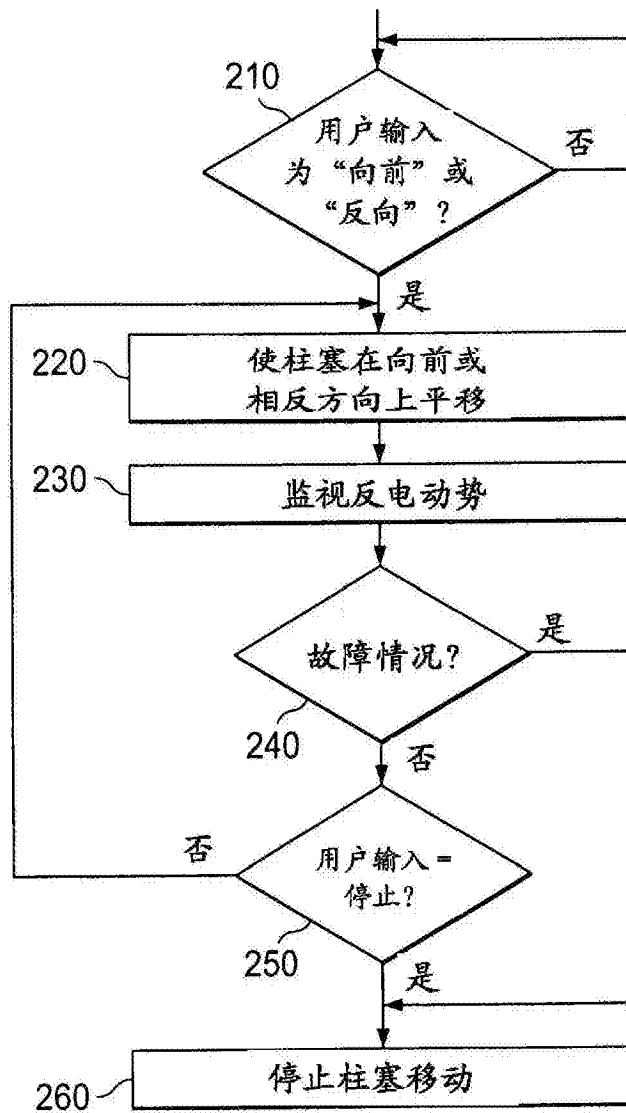 210
用户输入
为“向前”或
“反向”?
否
是
220
使柱塞在向前或
相反方向上平移
230
监视反电动势
故障情况?
是
240
否
否
用户输入=
停止?
250
是
260
停止柱塞移动